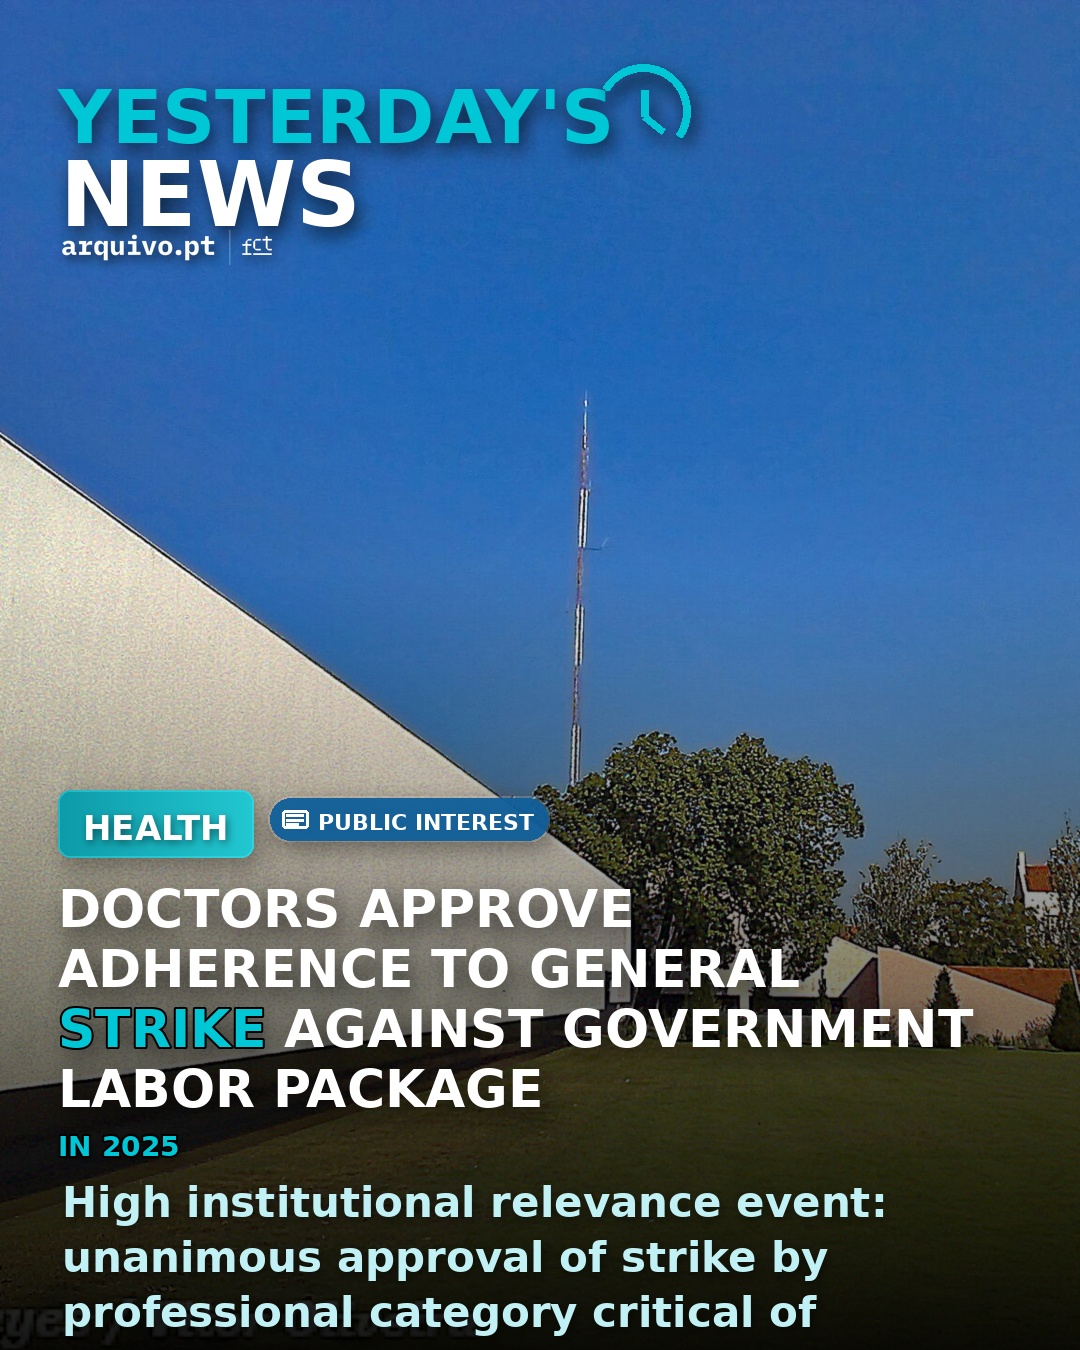 YESTERDAY'S
NEWS
arquivo.pt | fct
HEALTH
PUBLIC INTEREST
DOCTORS APPROVE
ADHERENCE TO GENERAL
STRIKE AGAINST GOVERNMENT
LABOR PACKAGE
IN 2025
High institutional relevance event:
unanimous approval of strike by
professional category critical of